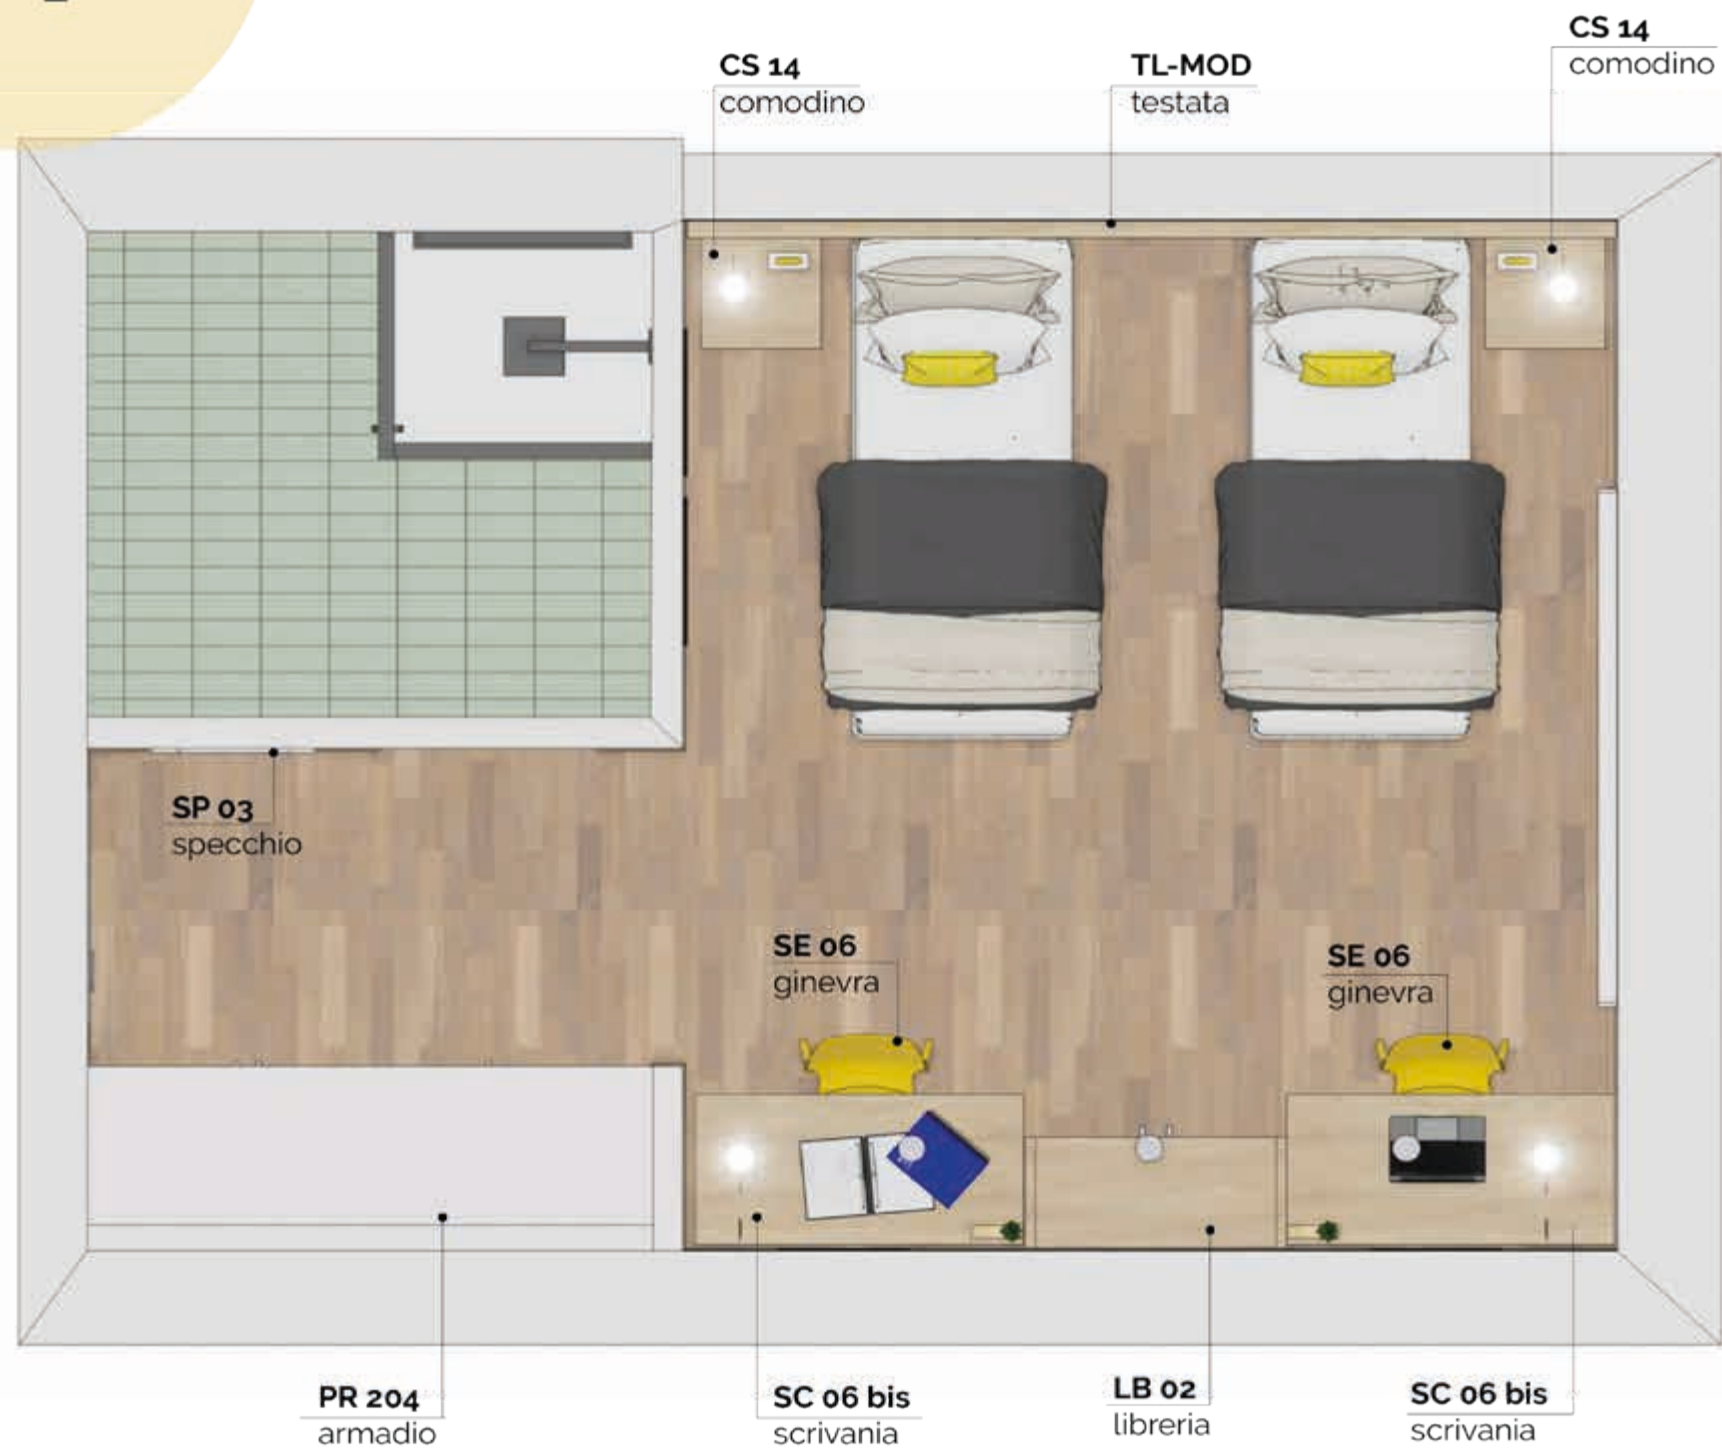 CS 14
comodino
TL-MOD
testata
CS 14
comodino
SP 03
specchio
SE 06
ginevra
SE 06
ginevra
PR 204
armadio
SC 06 bis
scrivania
LB 02
libreria
SC 06 bis
scrivania